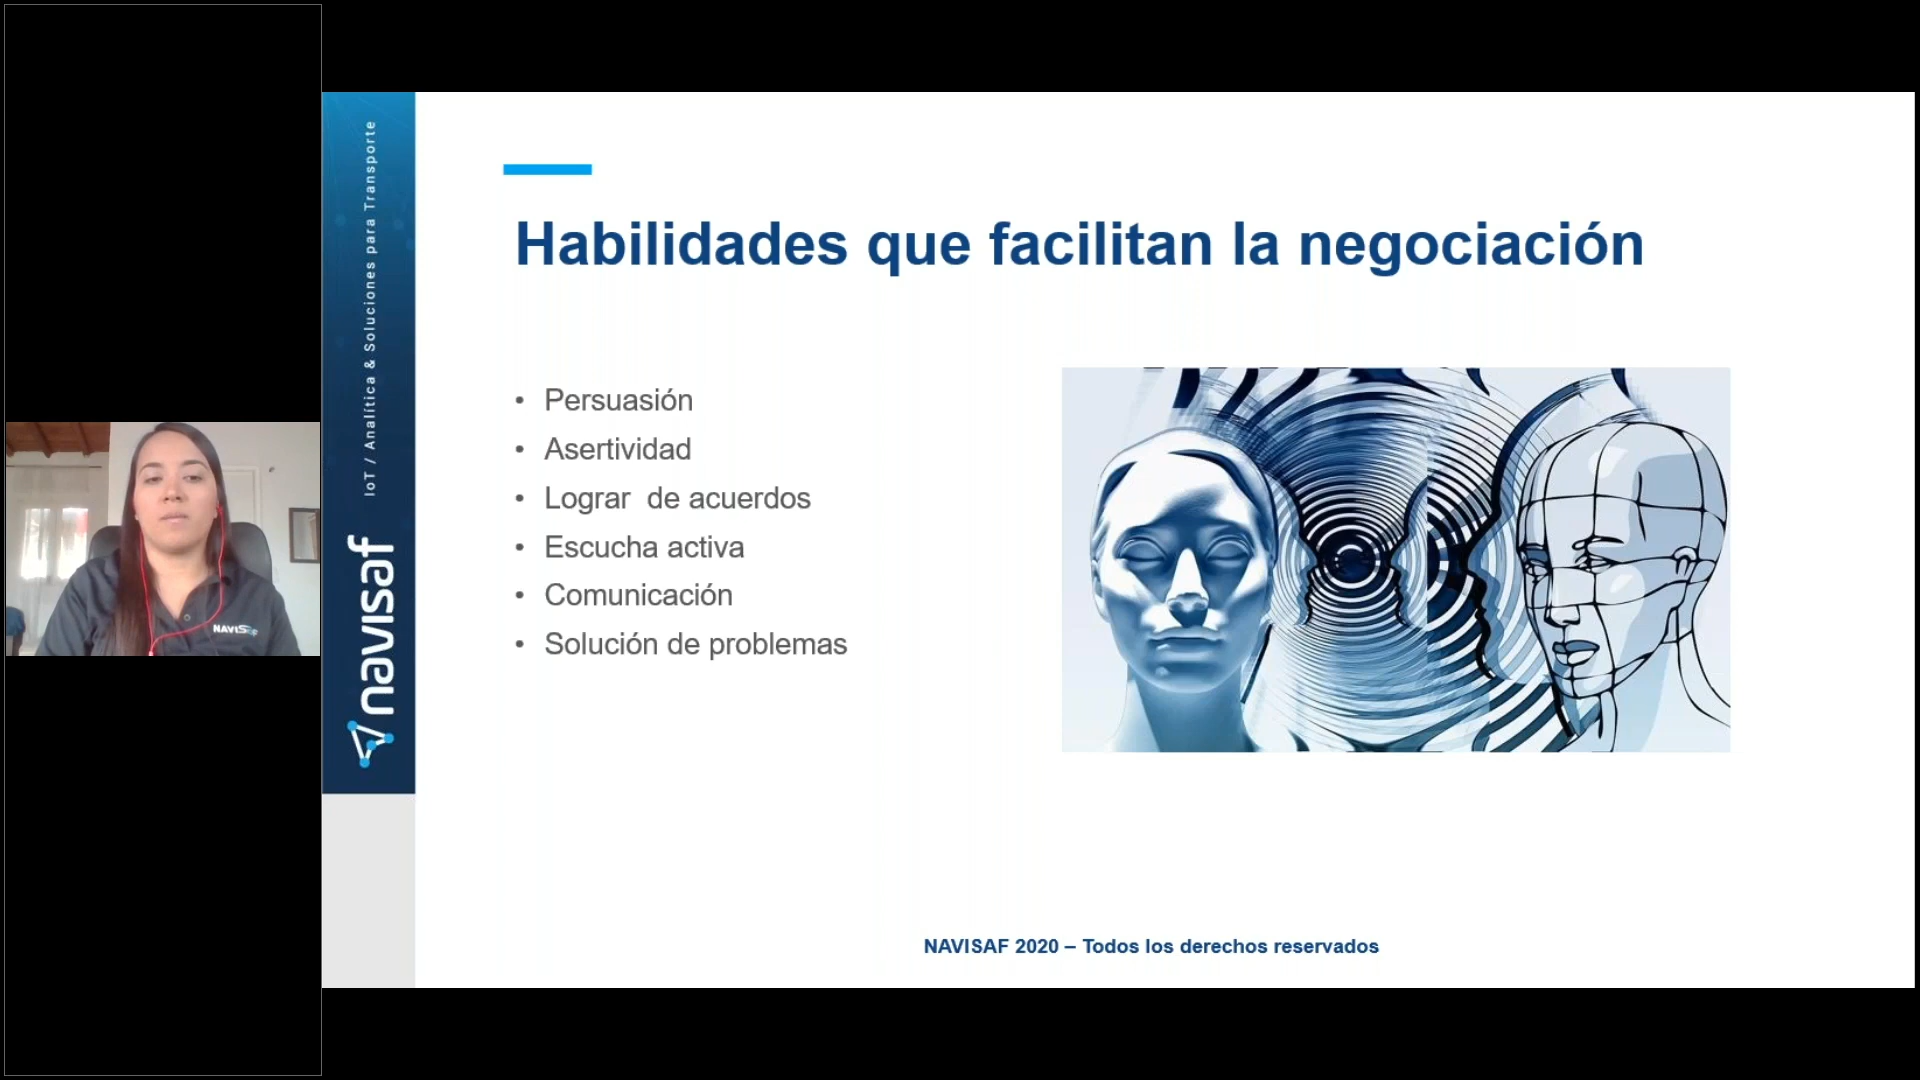 IoT / Analítica & Soluciones para Transporte
navisaf
Habilidades que facilitan la negociación
• Persuasión
• Asertividad
• Lograr  de acuerdos
• Escucha activa
• Comunicación
• Solución de problemas
NAVISAF
NAVISAF 2020 – Todos los derechos reservados